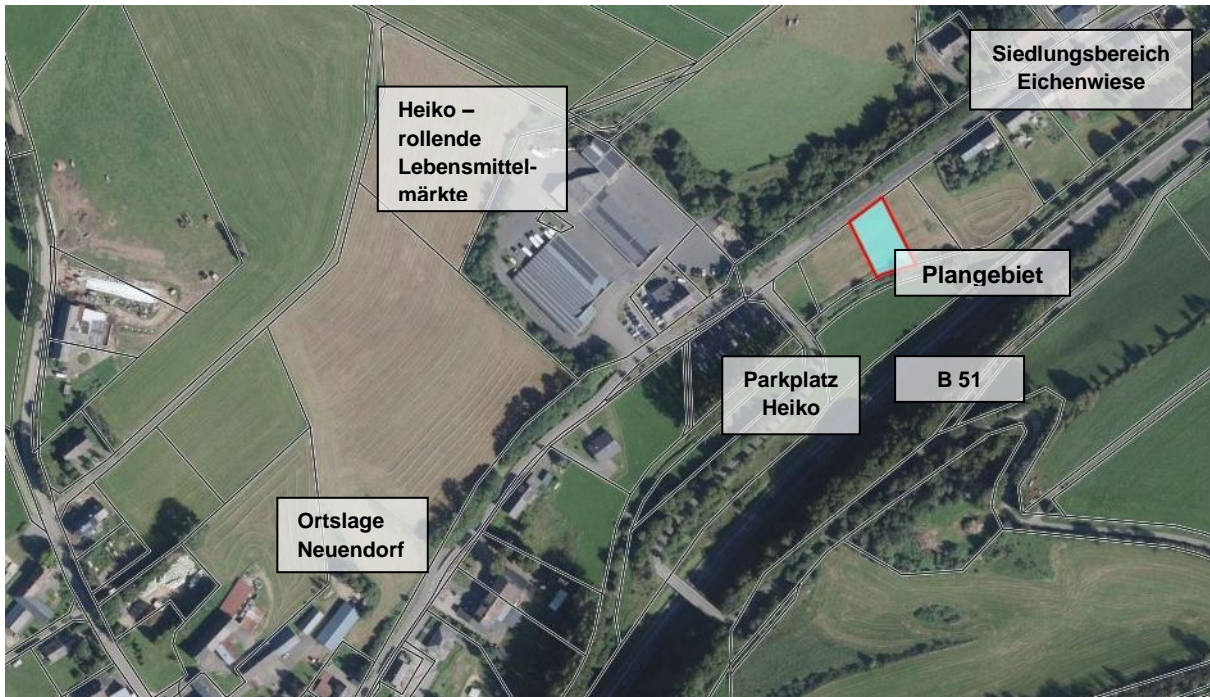 Siedlungsbereich
Eichenwiese
Heiko –
rollende
Lebensmittel-
märkte
Plangebiet
Parkplatz
Heiko
B 51
Ortslage
Neuendorf